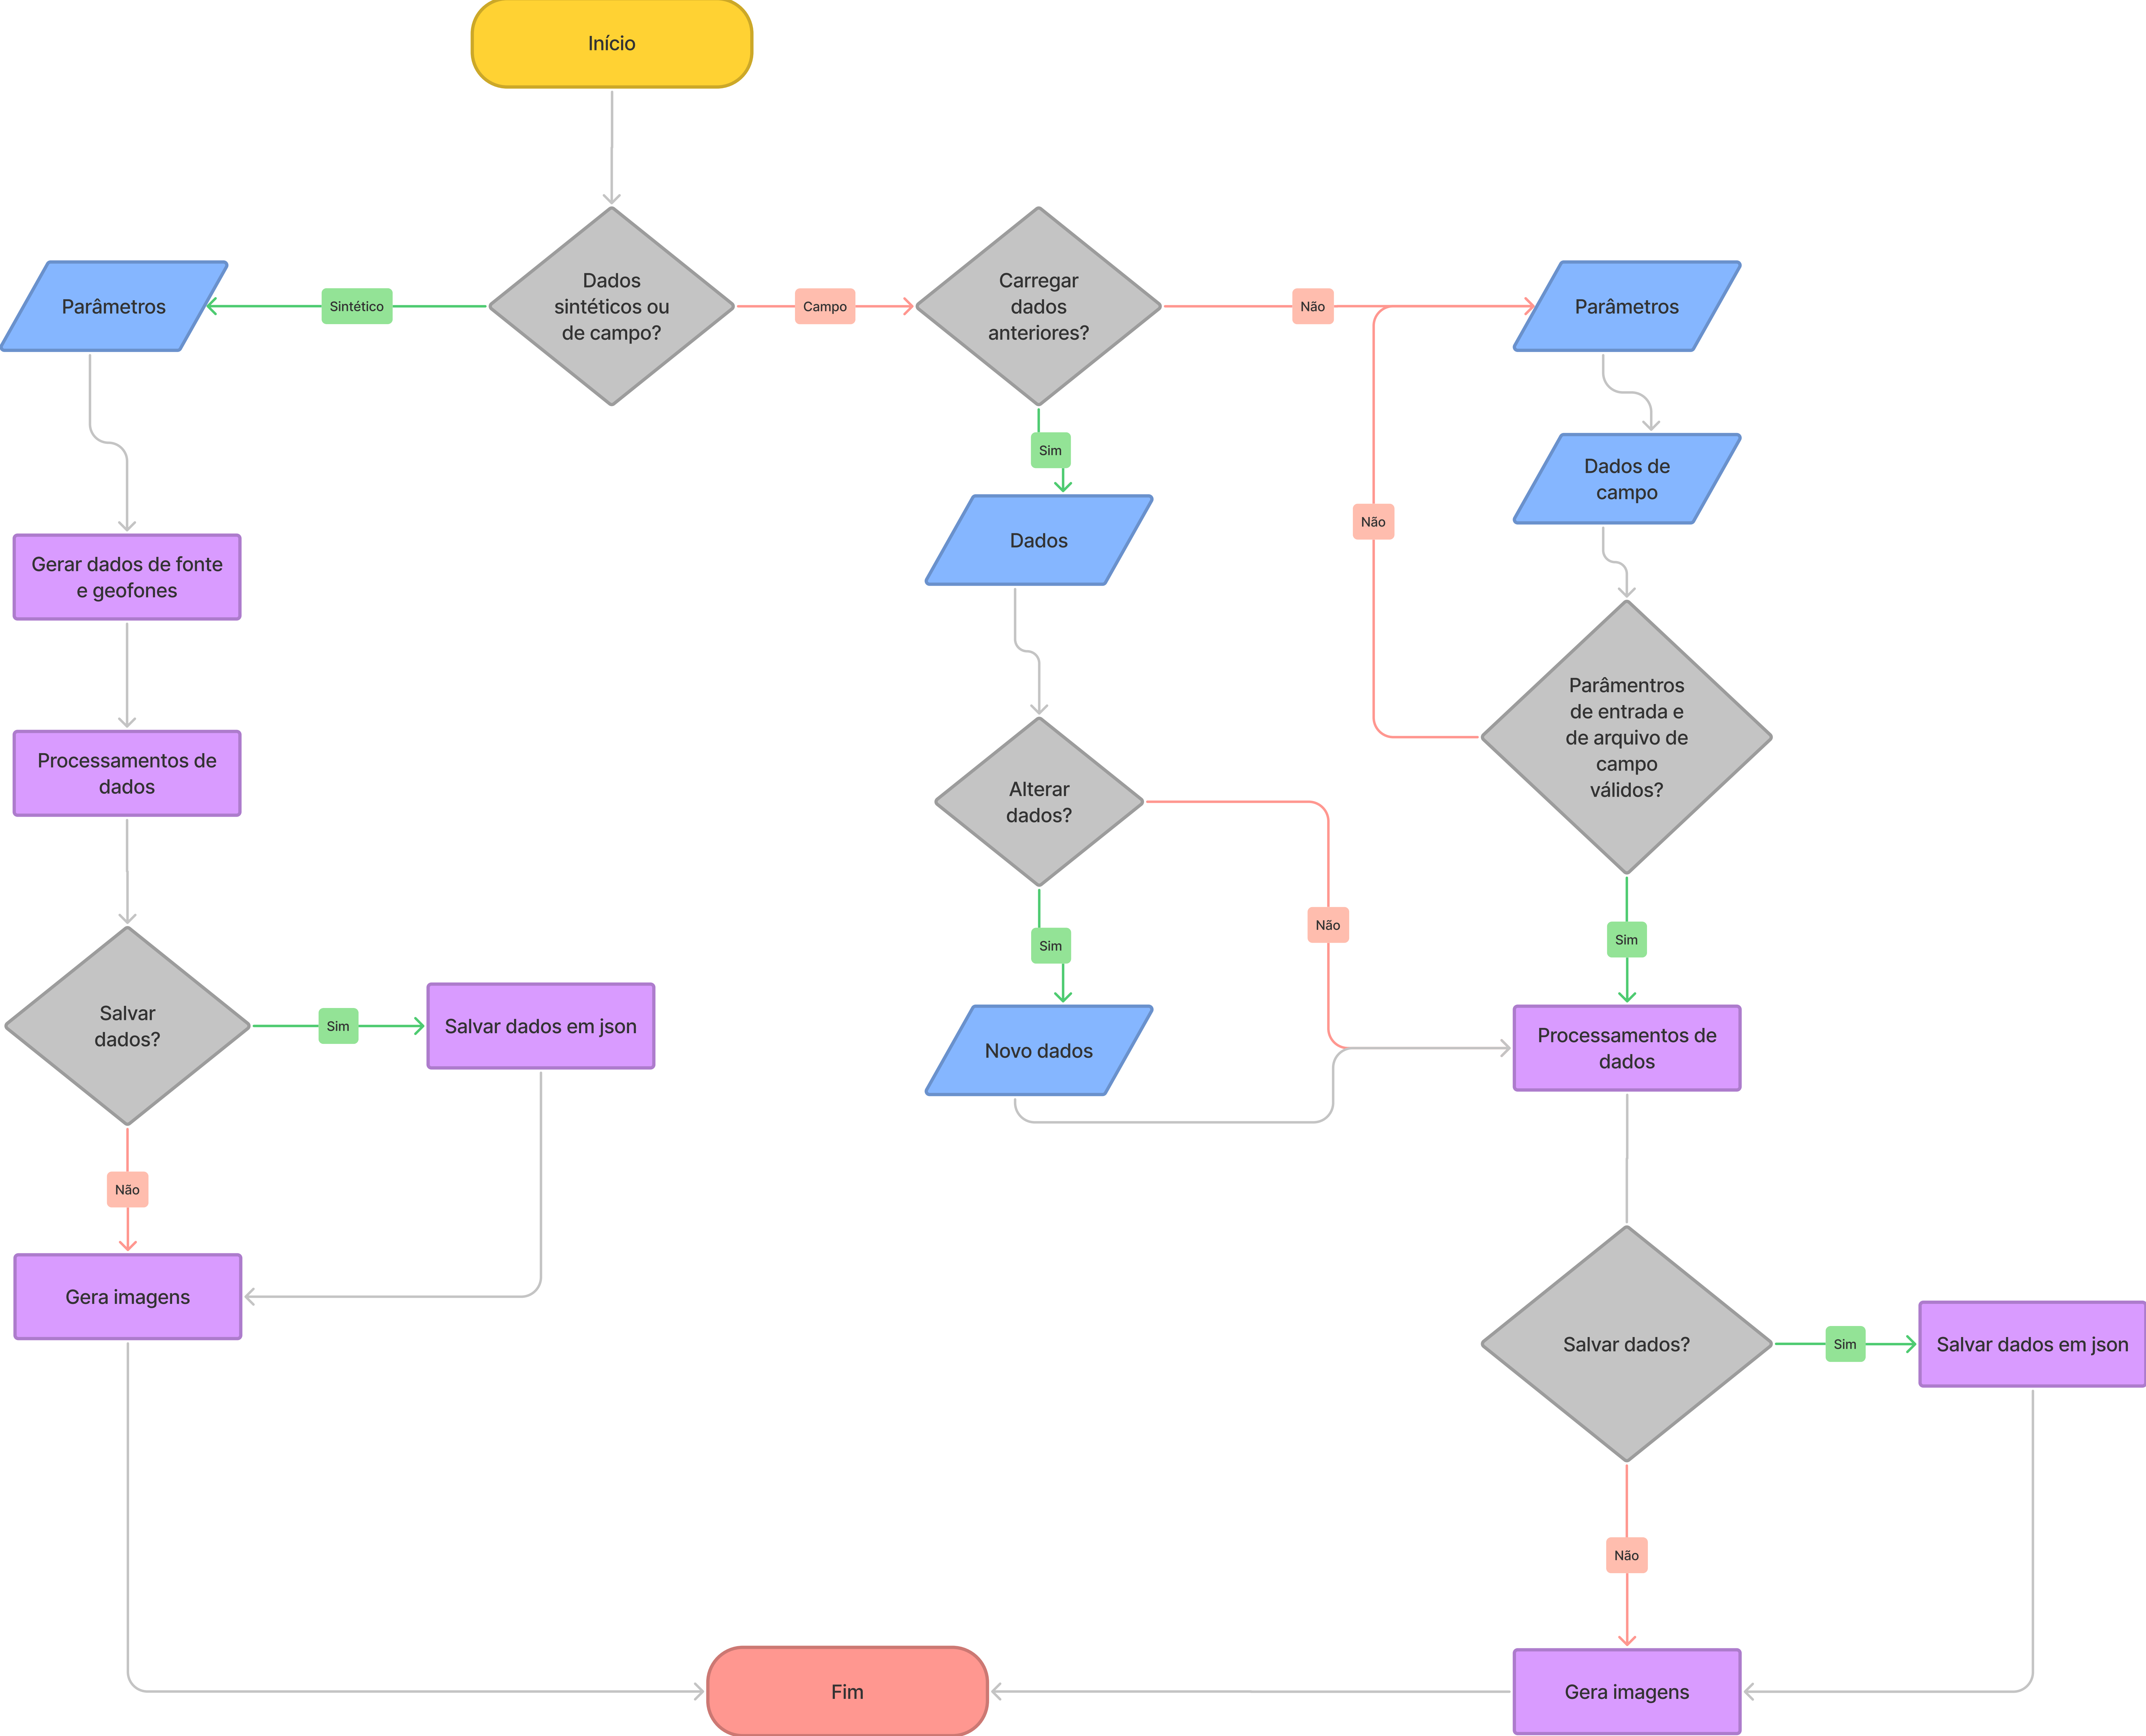 Início
Dados
sintéticos ou
de campo?
Sintético
Parâmetros
Campo
Carregar
dados
anteriores?
Não
Parâmetros
Sim
Dados
Dados de
campo
Não
Gerar dados de fonte
e geofones
Parâmentros
de entrada e
de arquivo de
campo
válidos?
Processamentos de
dados
Alterar
dados?
Não
Sim
Sim
Salvar
dados?
Sim
Salvar dados em json
Novo dados
Processamentos de
dados
Não
Gera imagens
Salvar dados?
Sim
Salvar dados em json
Não
Fim
Gera imagens